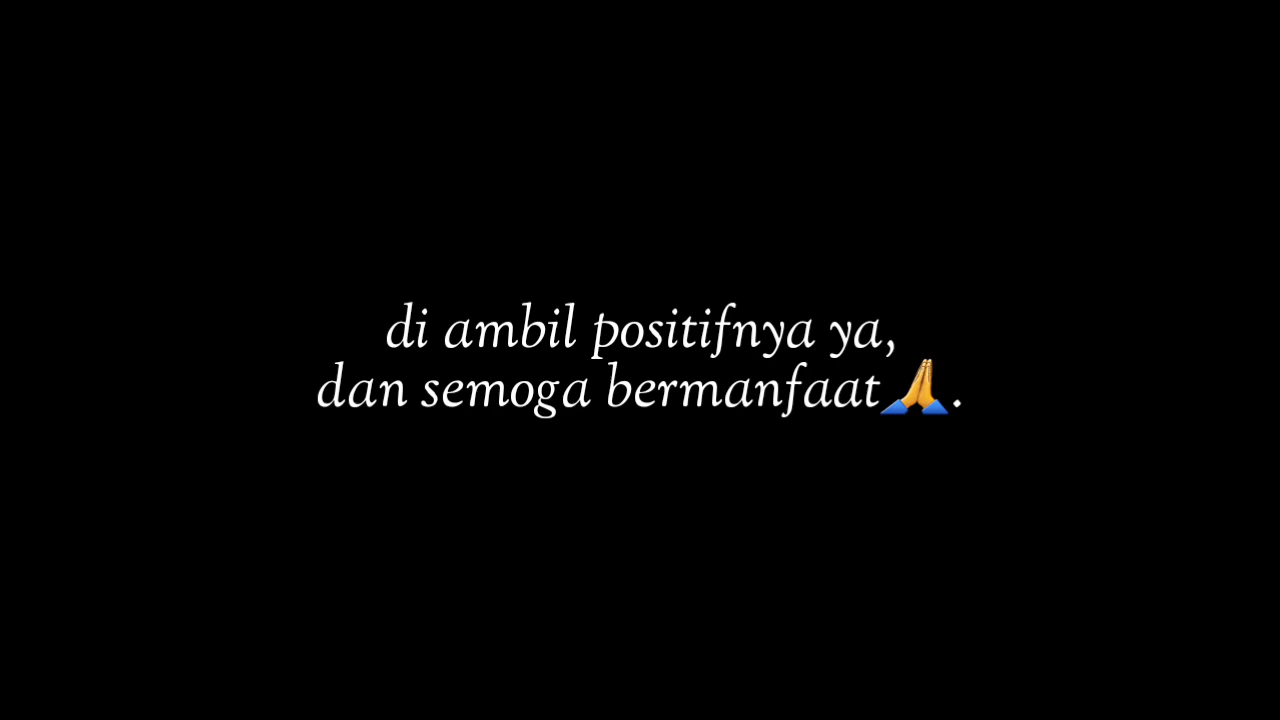 di ambil positifnya ya,
dan semoga bermanfaat🙏.